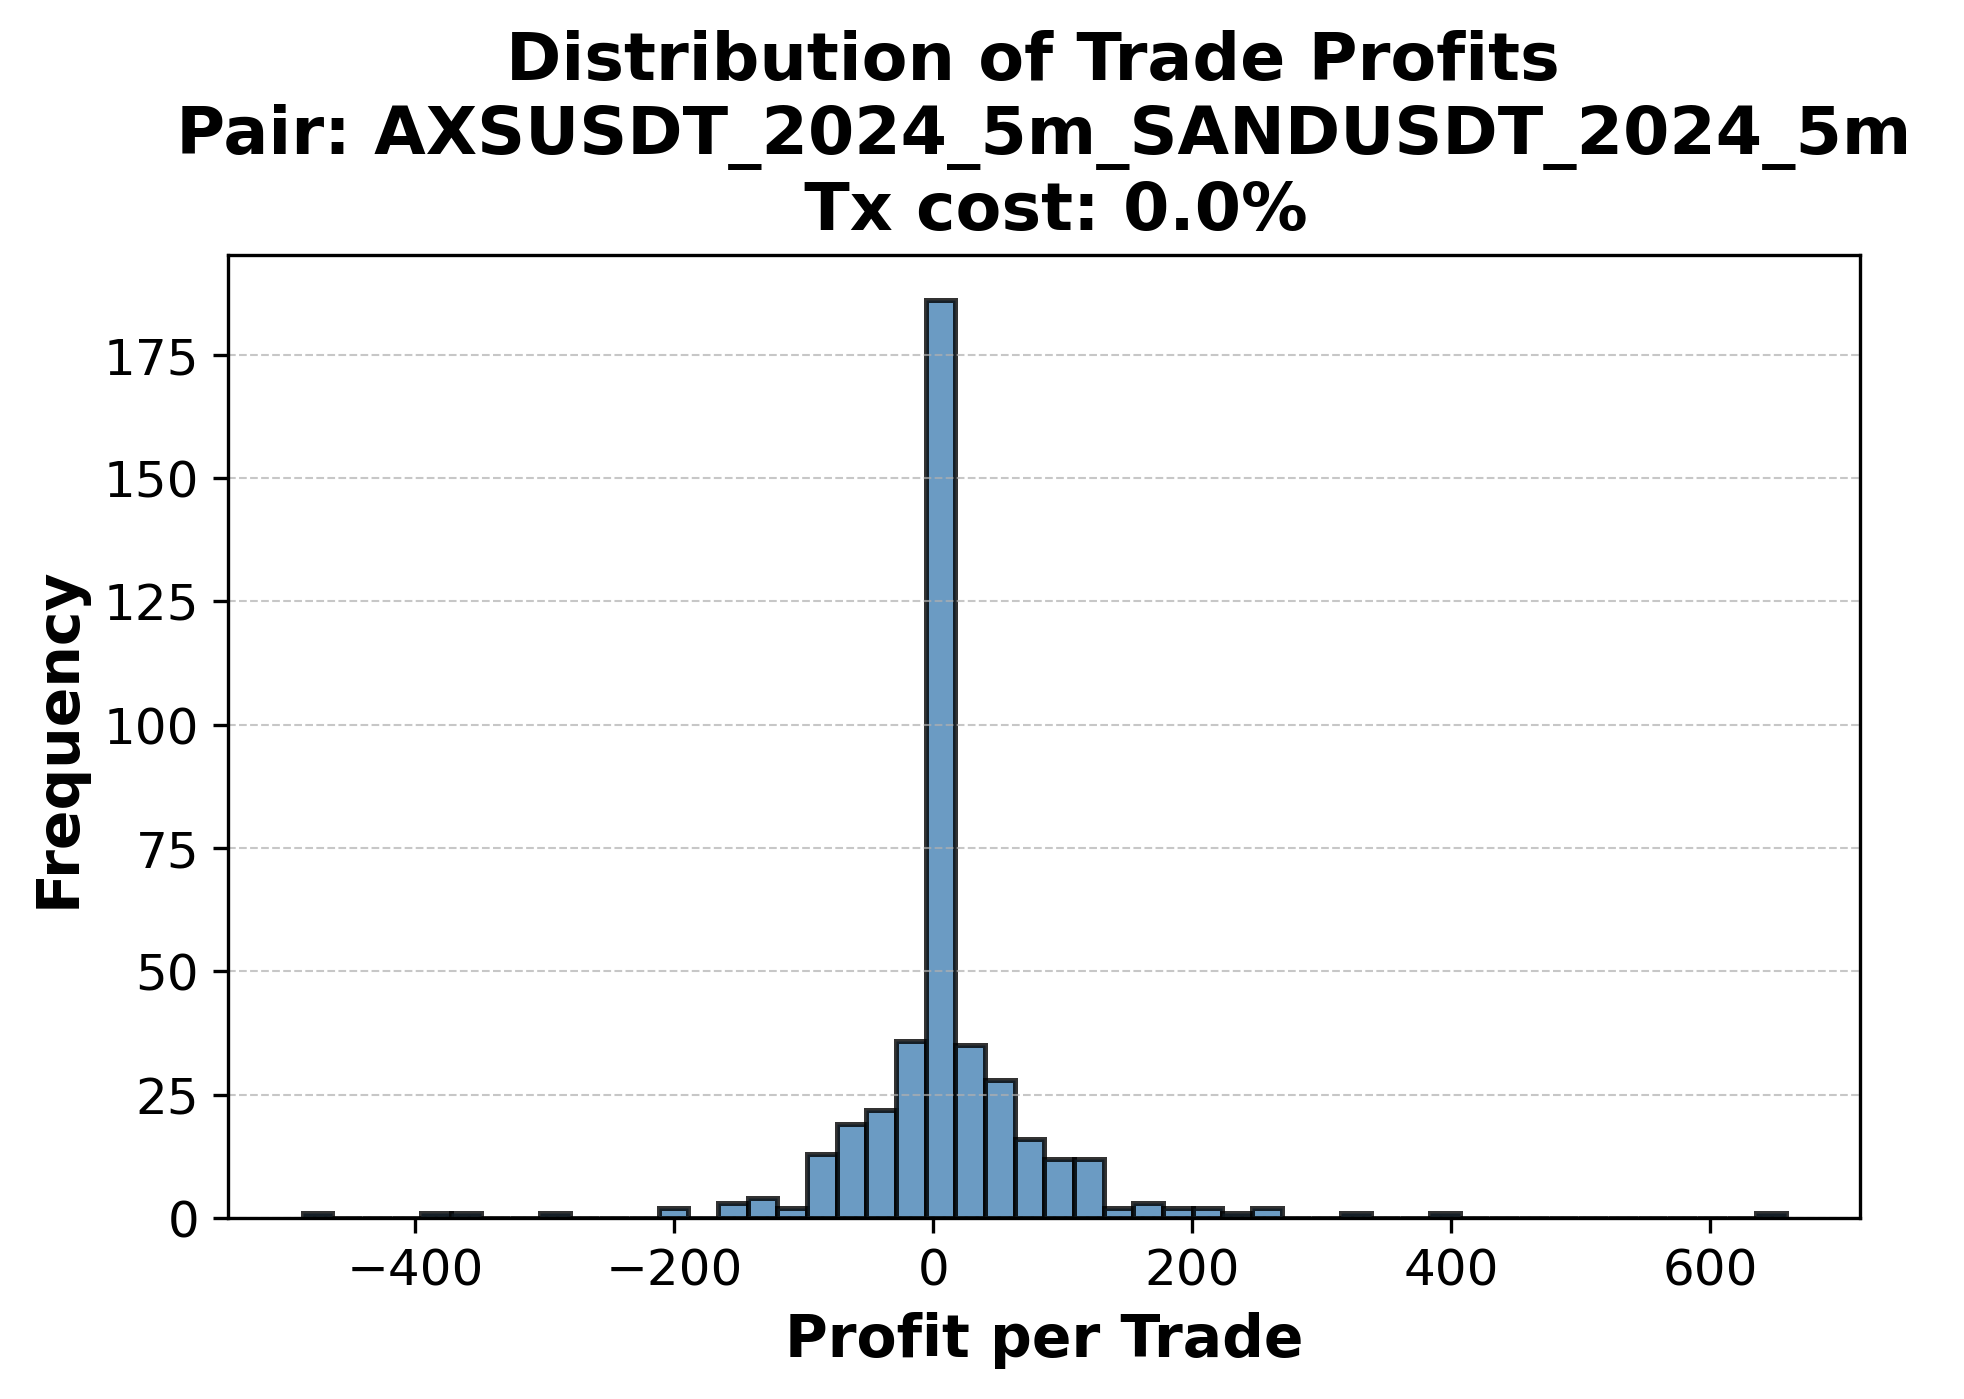 Distribution of Trade Profits
Pair: AXSUSDT_2024_5m_SANDUSDT_2024_5m
Tx cost: 0.0%
Frequency
175
150
125
100
75
50
25
0
−400
−200
0
200
400
600
Profit per Trade